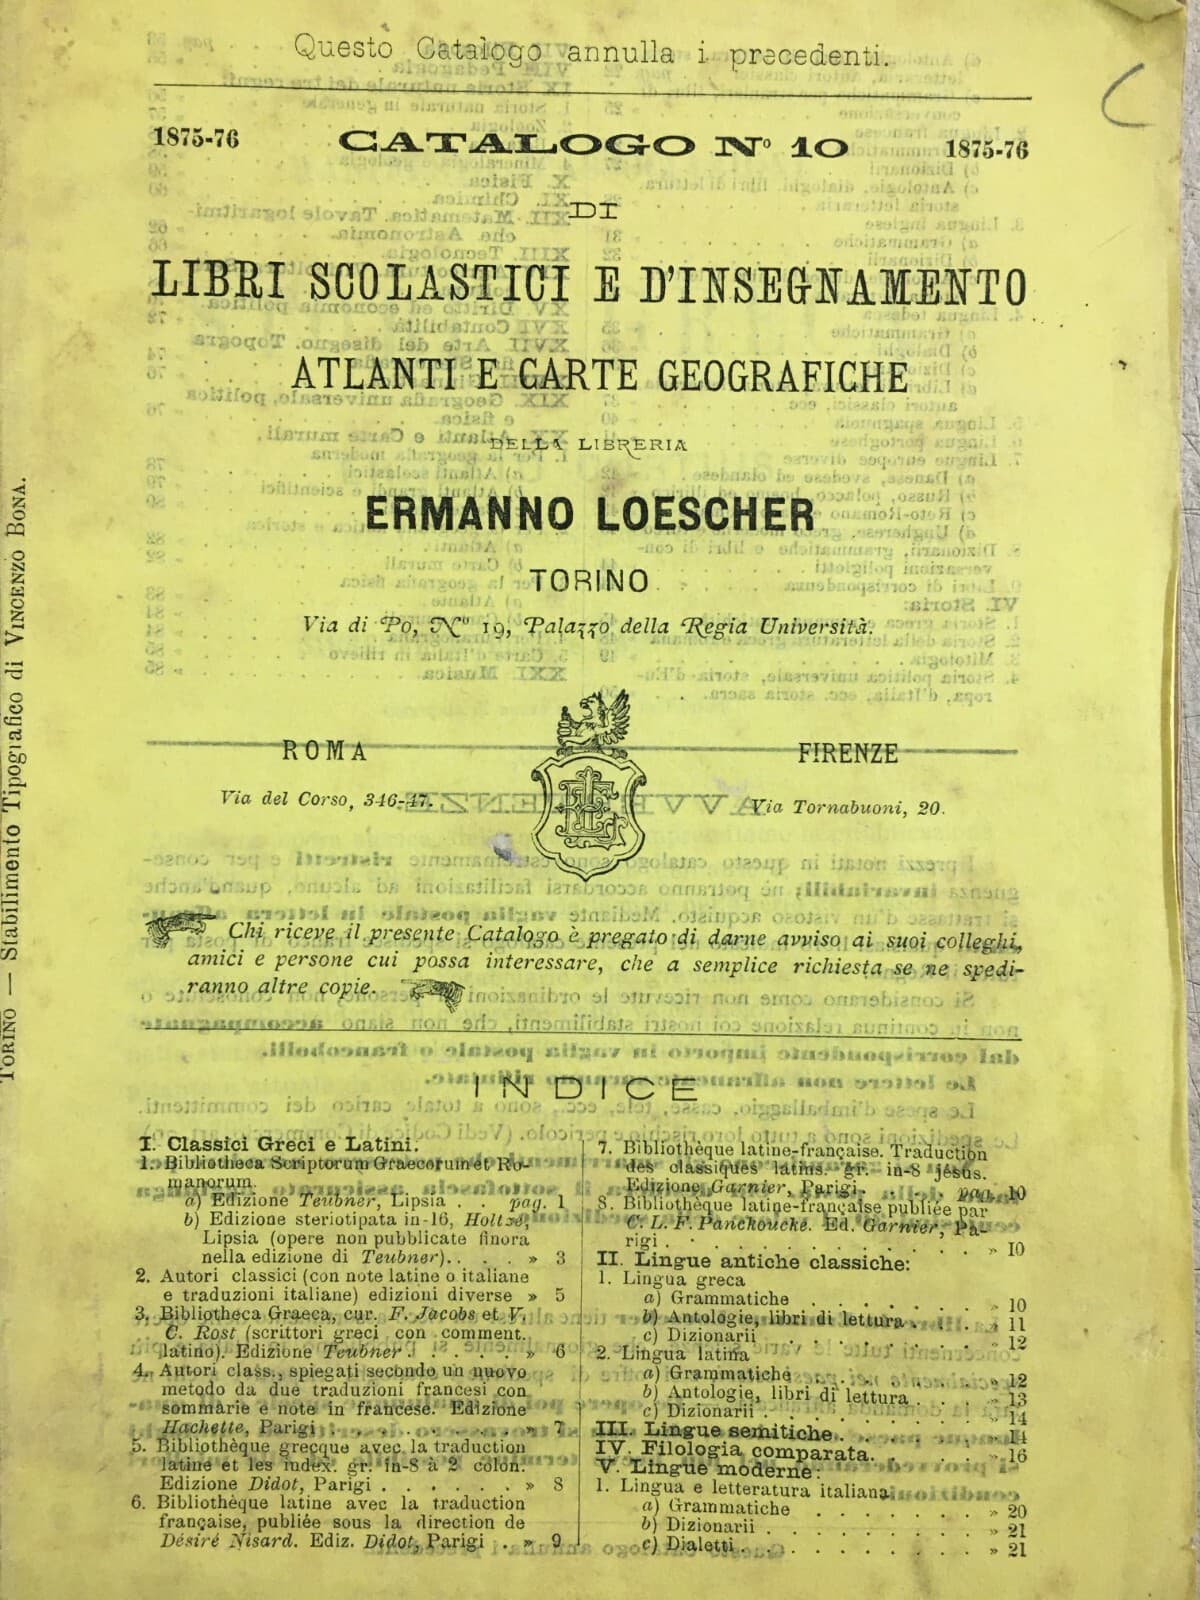 Questo Catalogo annulla i precedenti.
1875-76 CATALOGO Nº 10 1875-76
DI
LIBRI SCOLASTICI E D'INSEGNAMENTO
ATLANTI E CARTE GEOGRAFICHE
DELLA LIBRERIA
ERMANNO LOESCHER
TORINO
Via di Po, Nº 19, Palazzo della Regia Università.
ROMA
Via del Corso, 346-47.
FIRENZE
Via Tornabuoni, 20.
Chi riceve il presente Catalogo è pregato di darne avviso ai suoi colleghi,
amici e persone cui possa interessare, che a semplice richiesta se ne spedi-
ranno altre copie.
INDICE
I. Classici Greci e Latini.
1. Bibliotheca Scriptorum Graecorum et Ro-
manorum.
a) Edizione Teubner, Lipsia . . pag. 1
b) Edizione steriotipata in-16, Holtze,
Lipsia (opere non pubblicate finora
nella edizione di Teubner). . . . » 3
2. Autori classici (con note latine o italiane
e traduzioni italiane) edizioni diverse » 5
3. Bibliotheca Graeca, cur. F. Jacobs et V.
C. Rost (scrittori greci con comment.
latino). Edizione Teubner . . . . . » 6
4. Autori class., spiegati secondo un nuovo
metodo da due traduzioni francesi con
sommarie e note in francese. Edizione
Hachette, Parigi . . . . . . . . . » 7
5. Bibliothèque grecque avec la traduction
latine et les index. gr. in-8 à 2 colon.
Edizione Didot, Parigi . . . . . . » 8
6. Bibliothèque latine avec la traduction
française, publiée sous la direction de
Désiré Nisard. Ediz. Didot, Parigi . » 9
7. Bibliothèque latine-française. Traduction
des classiques latins. gr. in-8 jésus.
Edizione Garnier, Parigi . . . . pag. 10
8. Bibliothèque latine-française publiée par
C. L. F. Panckoucke. Ed. Garnier, Pa-
rigi . . . . . . . . . . . . . . » 10
II. Lingue antiche classiche:
1. Lingua greca
a) Grammatiche . . . . . . . . » 10
b) Antologie, libri di lettura . . . . » 11
c) Dizionarii . . . . . . . . . » 12
2. Lingua latina
a) Grammatiche . . . . . . . . » 12
b) Antologie, libri di lettura . . . . » 13
c) Dizionarii . . . . . . . . . » 14
III. Lingue semitiche . . . . . . » 14
IV. Filologia comparata. . . . . » 16
V. Lingue moderne:
1. Lingua e letteratura italiana
a) Grammatiche . . . . . . . . » 20
b) Dizionarii . . . . . . . . . » 21
c) Dialetti . . . . . . . . . . » 21
TORINO — Stabilimento Tipografico di VINCENZO BONA.